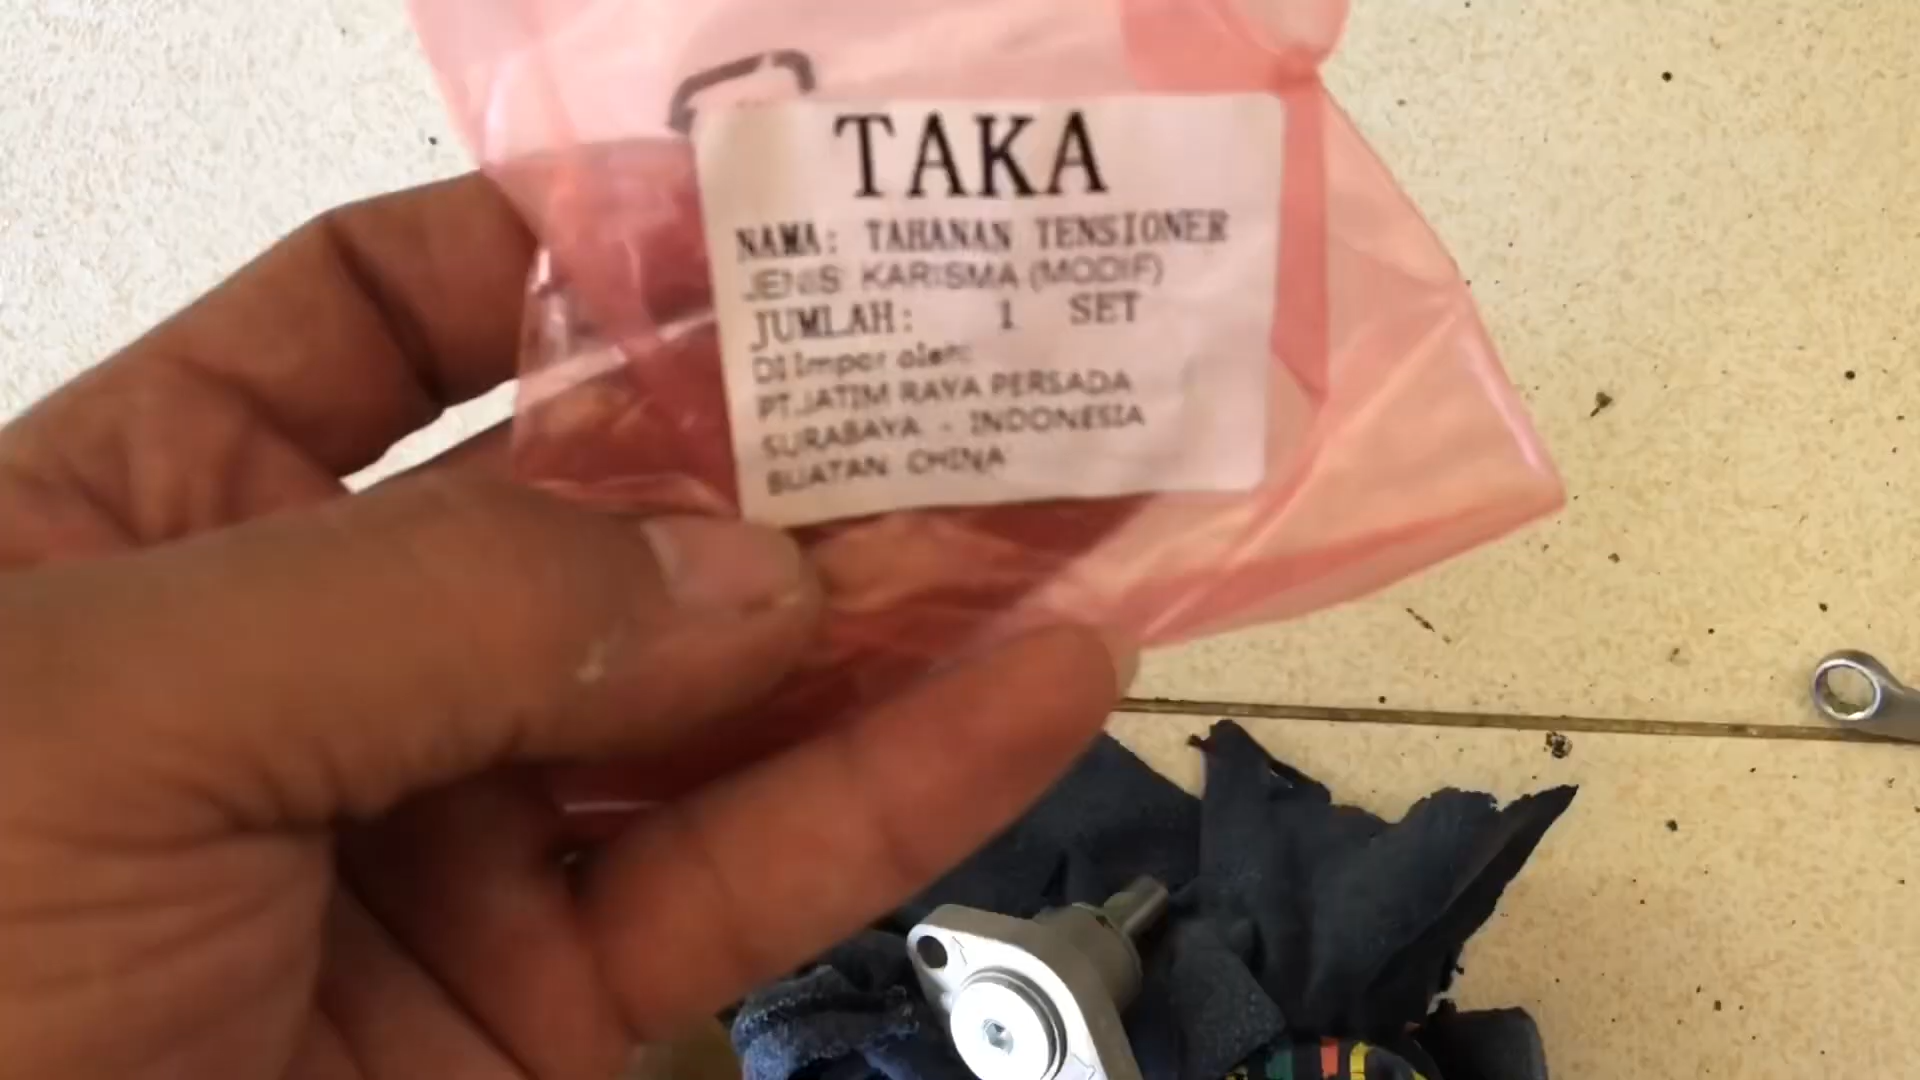 TAKA
NAMA: TAHANAN TENSIONER
JENIS KARISMA (MODIF)
JUMLAH: 1 SET
Di Impor oleh:
PT.JATIM RAYA PERSADA
SURABAYA - INDONESIA
BUATAN CHINA